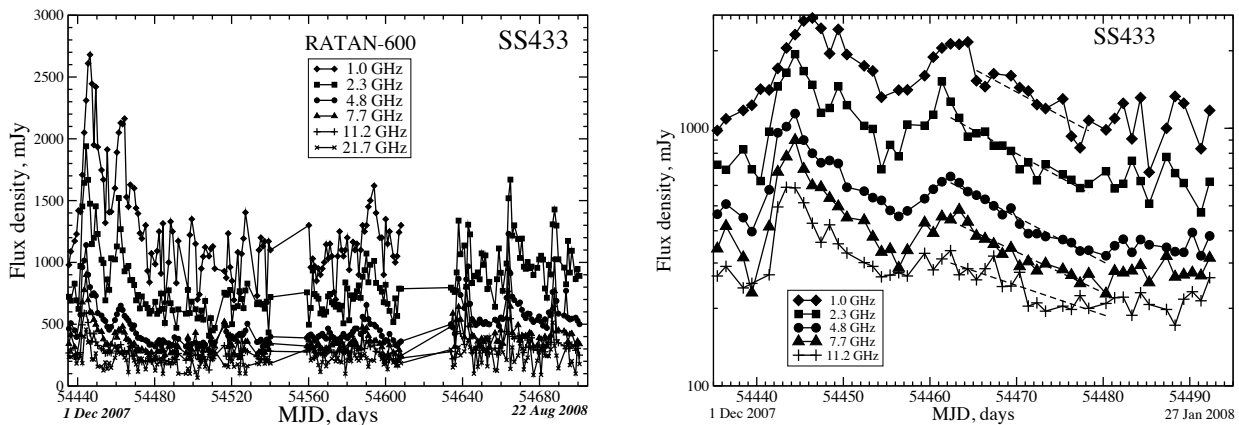 RATAN-600
SS433
1.0 GHz
2.3 GHz
4.8 GHz
7.7 GHz
11.2 GHz
21.7 GHz
Flux density, mJy
3000
2500
2000
1500
1000
500
0
54440
54480
54520
54560
54600
54640
54680
1 Dec 2007
MJD, days
22 Aug 2008
SS433
Flux density, mJy
1000
100
1.0 GHz
2.3 GHz
4.8 GHz
7.7 GHz
11.2 GHz
54440
54450
54460
54470
54480
54490
1 Dec 2007
MJD, days
27 Jan 2008